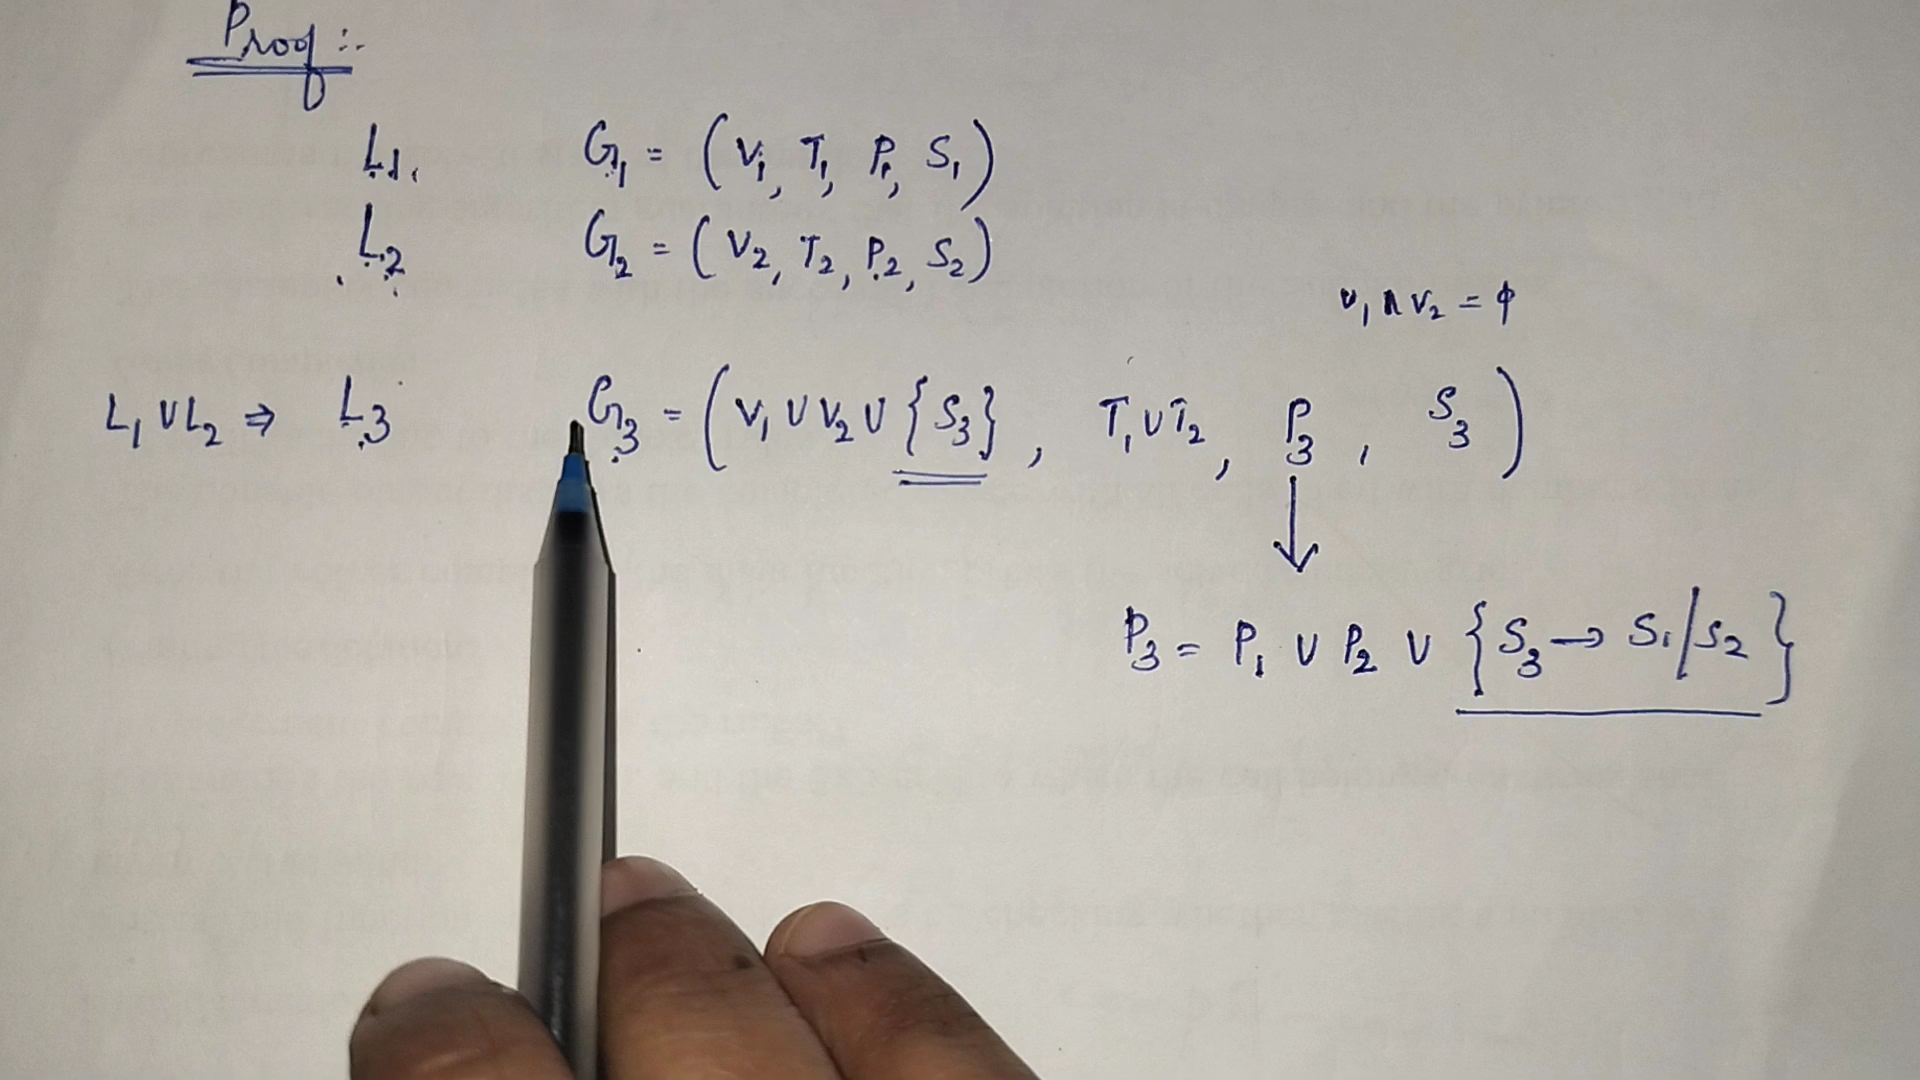 Proof :-
L₁. G₁ = (V₁, T₁, P₁, S₁)
L₂ G₂ = (V₂, T₂, P₂, S₂)
V₁ ∩ V₂ = ϕ
L₁ ∪ L₂ ⇒ L₃ G₃ = (V₁ ∪ V₂ ∪ {S₃}, T₁ ∪ T₂, P₃, S₃)
↓
P₃ = P₁ ∪ P₂ ∪ {S₃ → S₁/S₂}